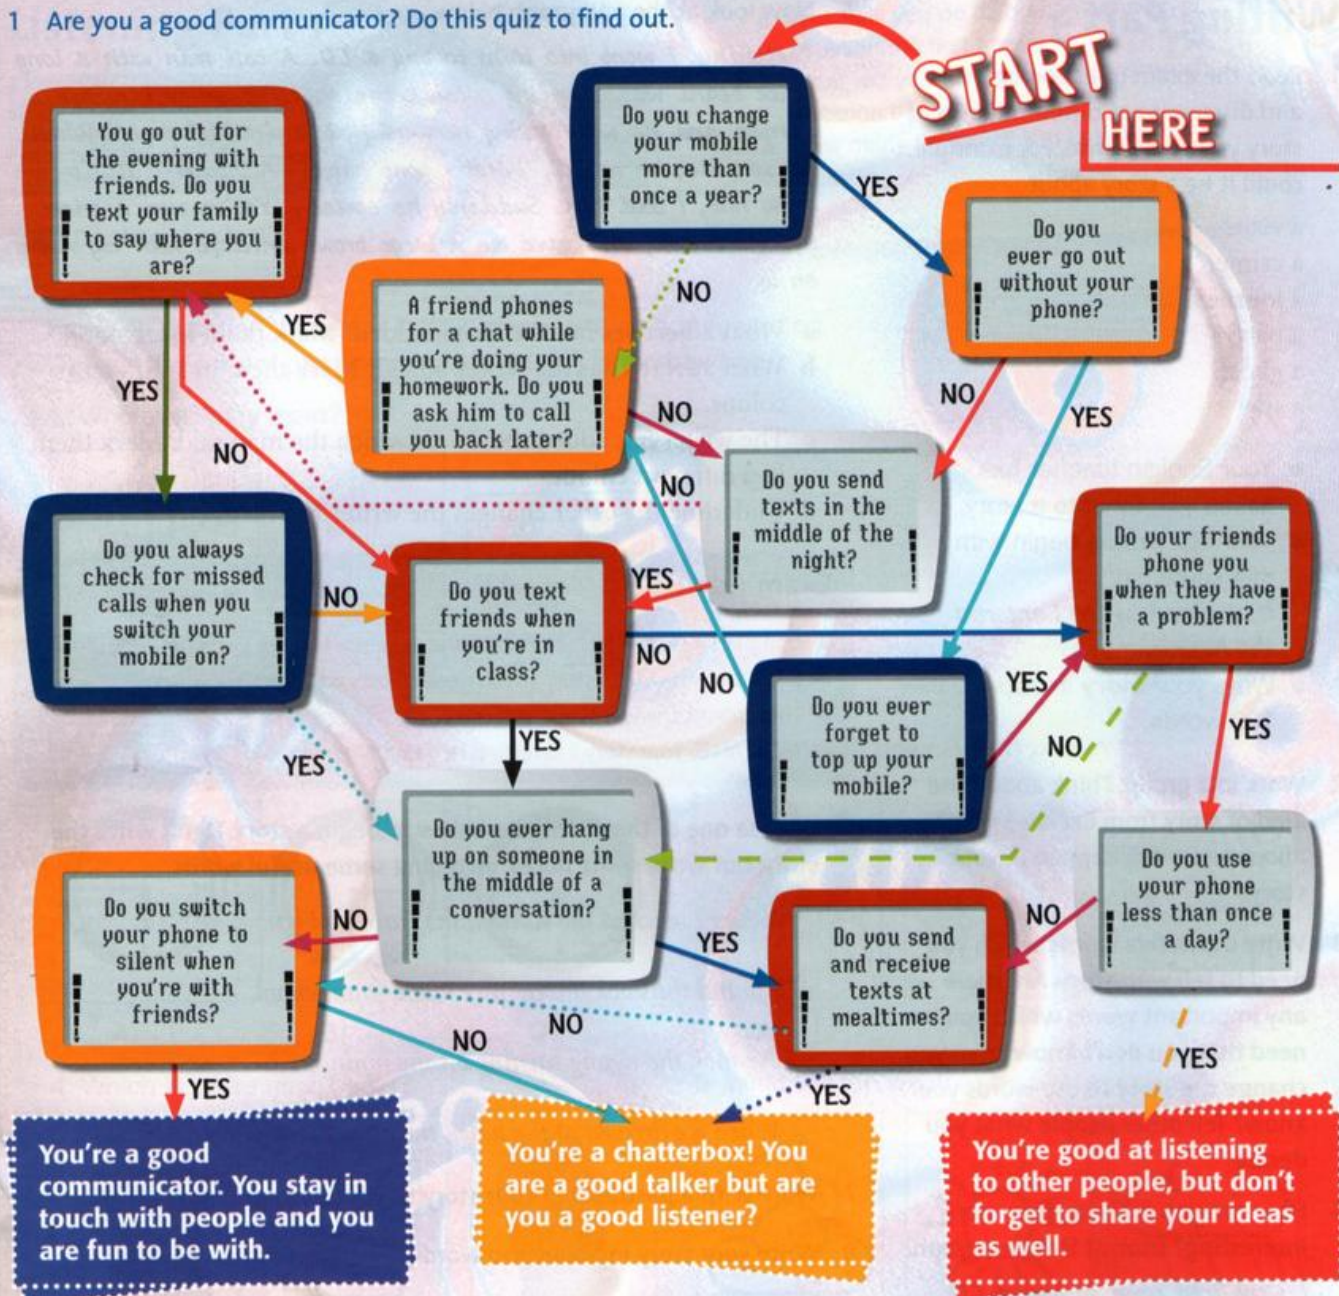 1 Are you a good communicator? Do this quiz to find out.
START
HERE
Do you change
your mobile
more than
once a year?
YES
NO
Do you
ever go out
without your
phone?
NO
YES
You go out for
the evening with
friends. Do you
text your family
to say where you
are?
YES
NO
A friend phones
for a chat while
you're doing your
homework. Do you
ask him to call
you back later?
YES
NO
Do you send
texts in the
middle of the
night?
NO
YES
Do your friends
phone you
when they have
a problem?
NO
YES
Do you always
check for missed
calls when you
switch your
mobile on?
NO
YES
Do you text
friends when
you're in
class?
NO
YES
Do you ever
forget to
top up your
mobile?
NO
YES
Do you ever hang
up on someone in
the middle of a
conversation?
NO
YES
Do you use
your phone
less than once
a day?
NO
YES
Do you switch
your phone to
silent when
you're with
friends?
NO
YES
Do you send
and receive
texts at
mealtimes?
NO
YES
You're a good
communicator. You stay in
touch with people and you
are fun to be with.
You're a chatterbox! You
are a good talker but are
you a good listener?
You're good at listening
to other people, but don't
forget to share your ideas
as well.